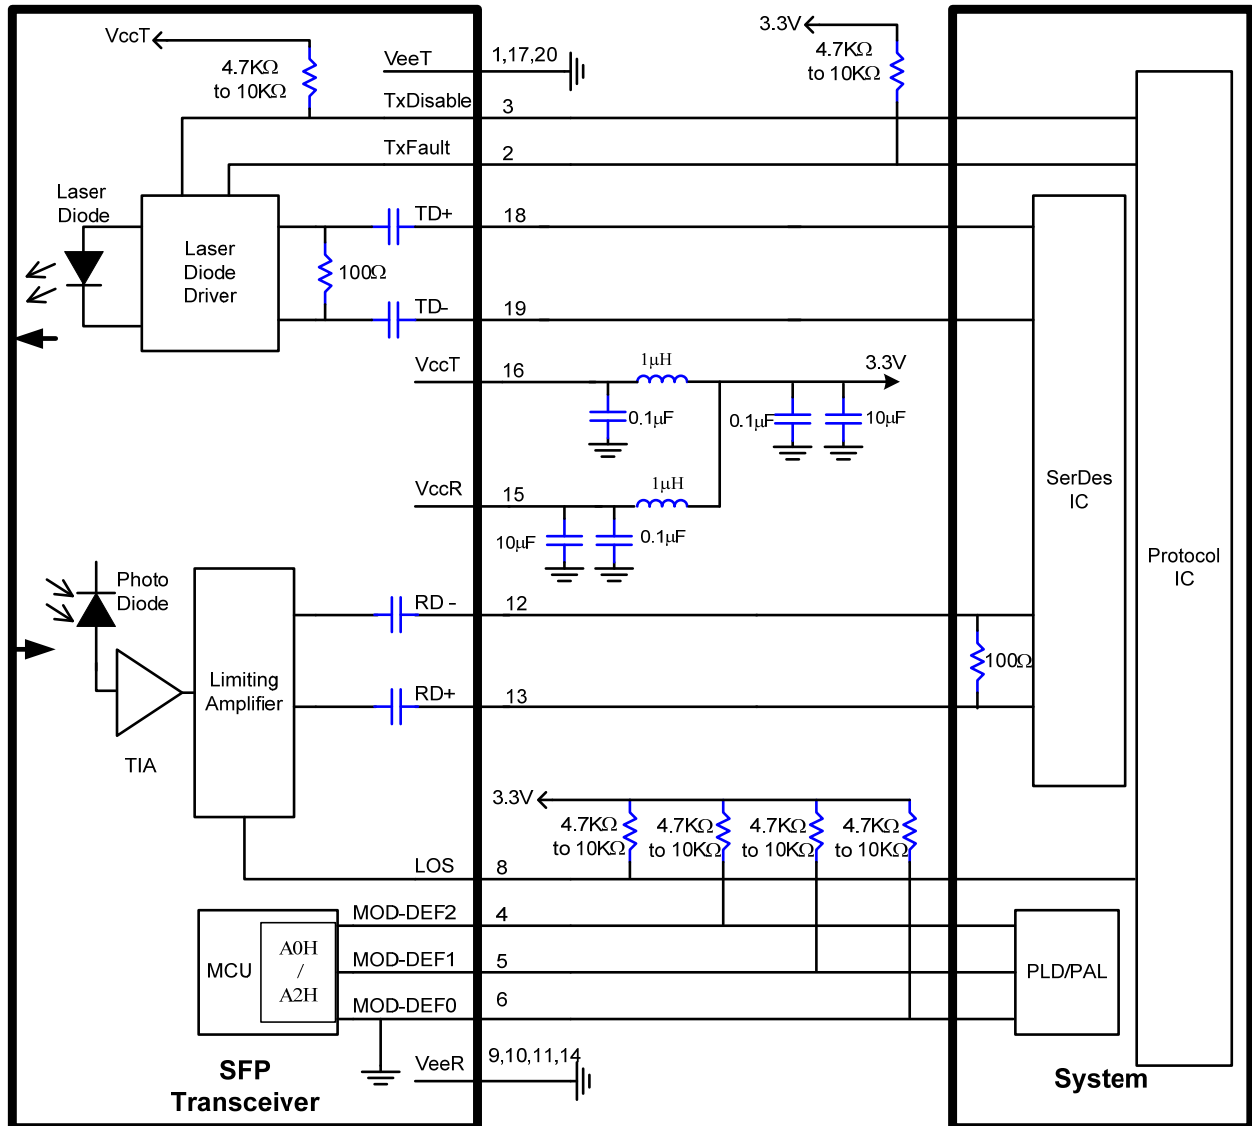 VccT
4.7KΩ
to 10KΩ
VeeT
1,17,20
3.3V
4.7KΩ
to 10KΩ
TxDisable
3
TxFault
2
Laser
Diode
Laser
Diode
Driver
100Ω
TD+
18
TD-
19
VccT
16
1μH
3.3V
0.1μF
0.1μF
10μF
VccR
15
1μH
10μF
0.1μF
SerDes
IC
Protocol
IC
Photo
Diode
RD -
12
Limiting
Amplifier
RD+
13
100Ω
TIA
3.3V
4.7KΩ
to 10KΩ
4.7KΩ
to 10KΩ
4.7KΩ
to 10KΩ
4.7KΩ
to 10KΩ
LOS
8
MOD-DEF2
4
MCU
A0H
/
A2H
MOD-DEF1
5
PLD/PAL
MOD-DEF0
6
VeeR
9,10,11,14
SFP
Transceiver
System